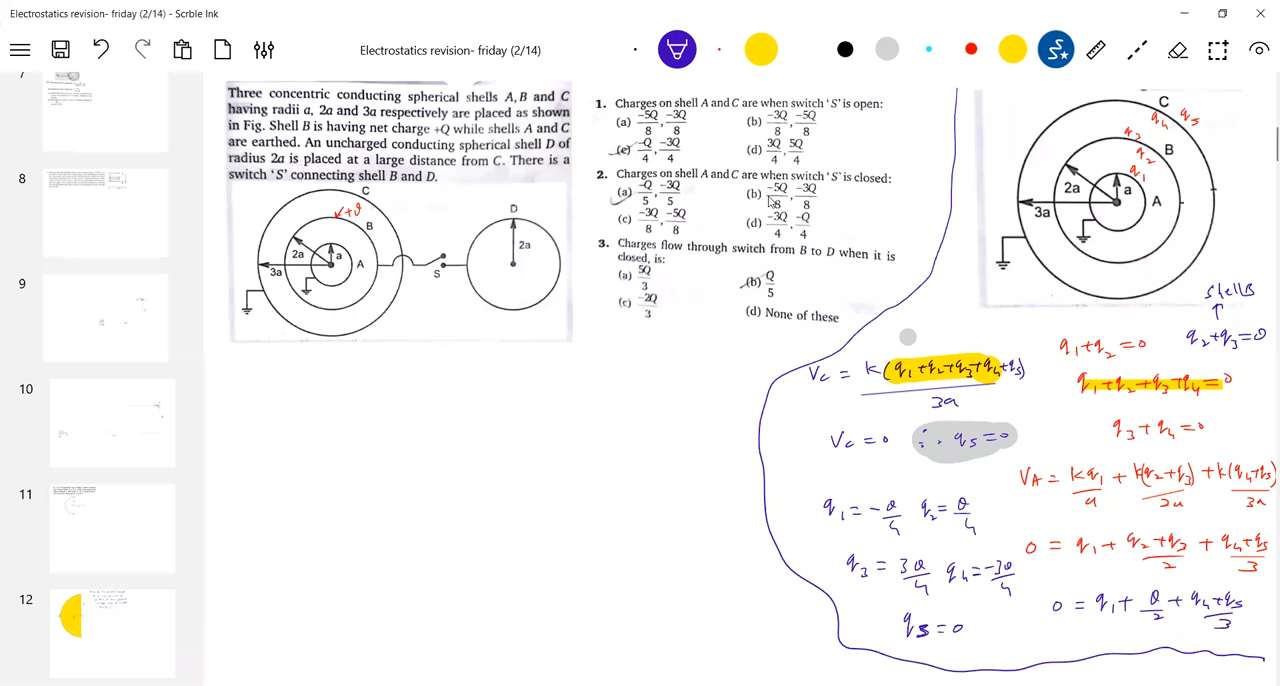 Electrostatics revision- friday (2/14) - Scrble Ink
Electrostatics revision- friday (2/14)
7
8
9
10
11
12
Three concentric conducting spherical shells A, B and C
having radii a, 2a and 3a respectively are placed as shown
in Fig. Shell B is having net charge +Q while shells A and C
are earthed. An uncharged conducting spherical shell D of
radius 2a is placed at a large distance from C. There is a
switch 'S' connecting shell B and D.
C
+Q
B
2a
a
A
3a
S
D
2a
1. Charges on shell A and C are when switch 'S' is open:
(a) -5Q/8, -3Q/8 (b) -3Q/8, -5Q/8
(c) -Q/4, -3Q/4 (d) 3Q/4, 5Q/4
2. Charges on shell A and C are when switch 'S' is closed:
(a) -Q/5, -3Q/5 (b) -5Q/8, -3Q/8
(c) -3Q/8, -5Q/8 (d) -3Q/4, -Q/4
3. Charges flow through switch from B to D when it is
closed, is:
(a) 5Q/3 (b) Q/5
(c) -2Q/3 (d) None of these
C
q4 q5
q3
q2
B
q1
2a
a
A
3a
Shell B
↑
q1+q2=0 q2+q3=Q
q1+q2+q3+q4=0
q3+q4=0
VC = k(q1+q2+q3+q4+q5)/3a
VC=0 ∴ q5=0
VA = kq1/a + k(q2+q3)/2a + k(q4+q5)/3a
0 = q1 + (q2+q3)/2 + (q4+q5)/3
0 = q1 + Q/2 + (q4+q5)/3
q1 = -Q/4 q2 = Q/4
q3 = 3Q/4 q4 = -3Q/4
q5=0